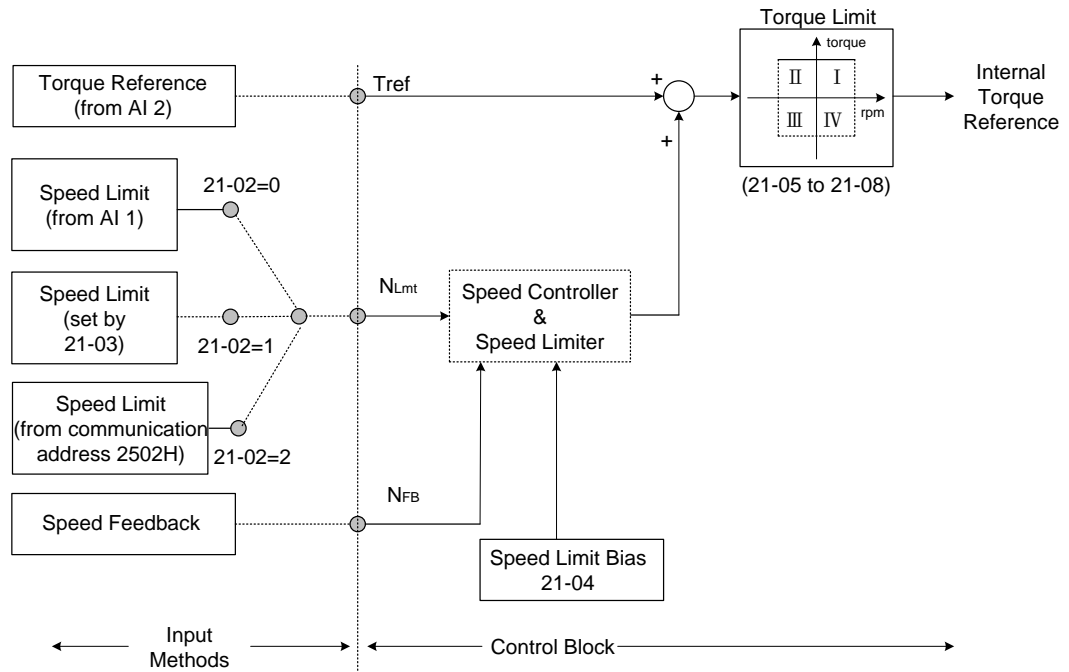 Torque Limit
torque
Ⅱ Ⅰ
rpm
Ⅲ Ⅳ
(21-05 to 21-08)
Internal
Torque
Reference
Torque Reference
(from AI 2)
Tref
+
+
Speed Limit
(from AI 1)
21-02=0
Speed Limit
(set by
21-03)
21-02=1
NLmt
Speed Controller
&
Speed Limiter
Speed Limit
(from communication
address 2502H)
21-02=2
Speed Feedback
NFB
Speed Limit Bias
21-04
Input
Methods
Control Block